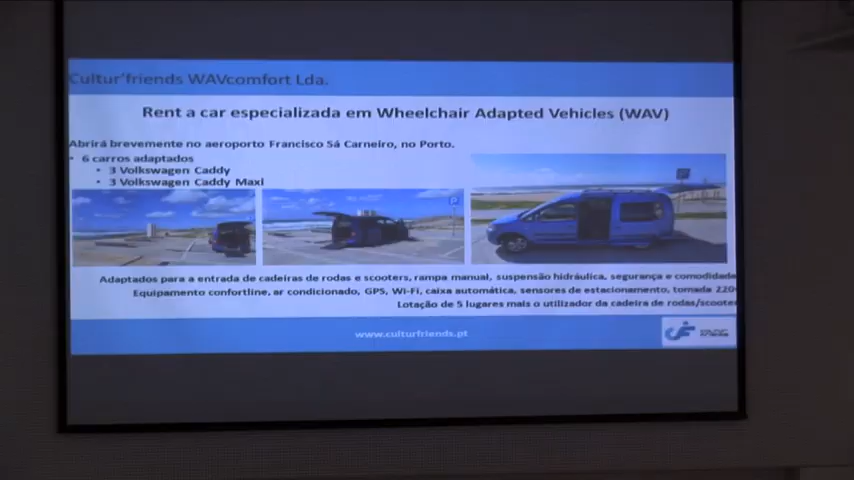 Cultur'friends WAVcomfort Lda.
Rent a car especializada em Wheelchair Adapted Vehicles (WAV)
Abrirá brevemente no aeroporto Francisco Sá Carneiro, no Porto.
• 6 carros adaptados
• 3 Volkswagen Caddy
• 3 Volkswagen Caddy Maxi
P
Adaptados para a entrada de cadeiras de rodas e scooters, rampa manual, suspensão hidráulica, segurança e comodidade
Equipamento confortline, ar condicionado, GPS, Wi-Fi, caixa automática, sensores de estacionamento, tomada 220
Lotação de 5 lugares mais o utilizador da cadeira de rodas/scooter
www.culturfriends.pt